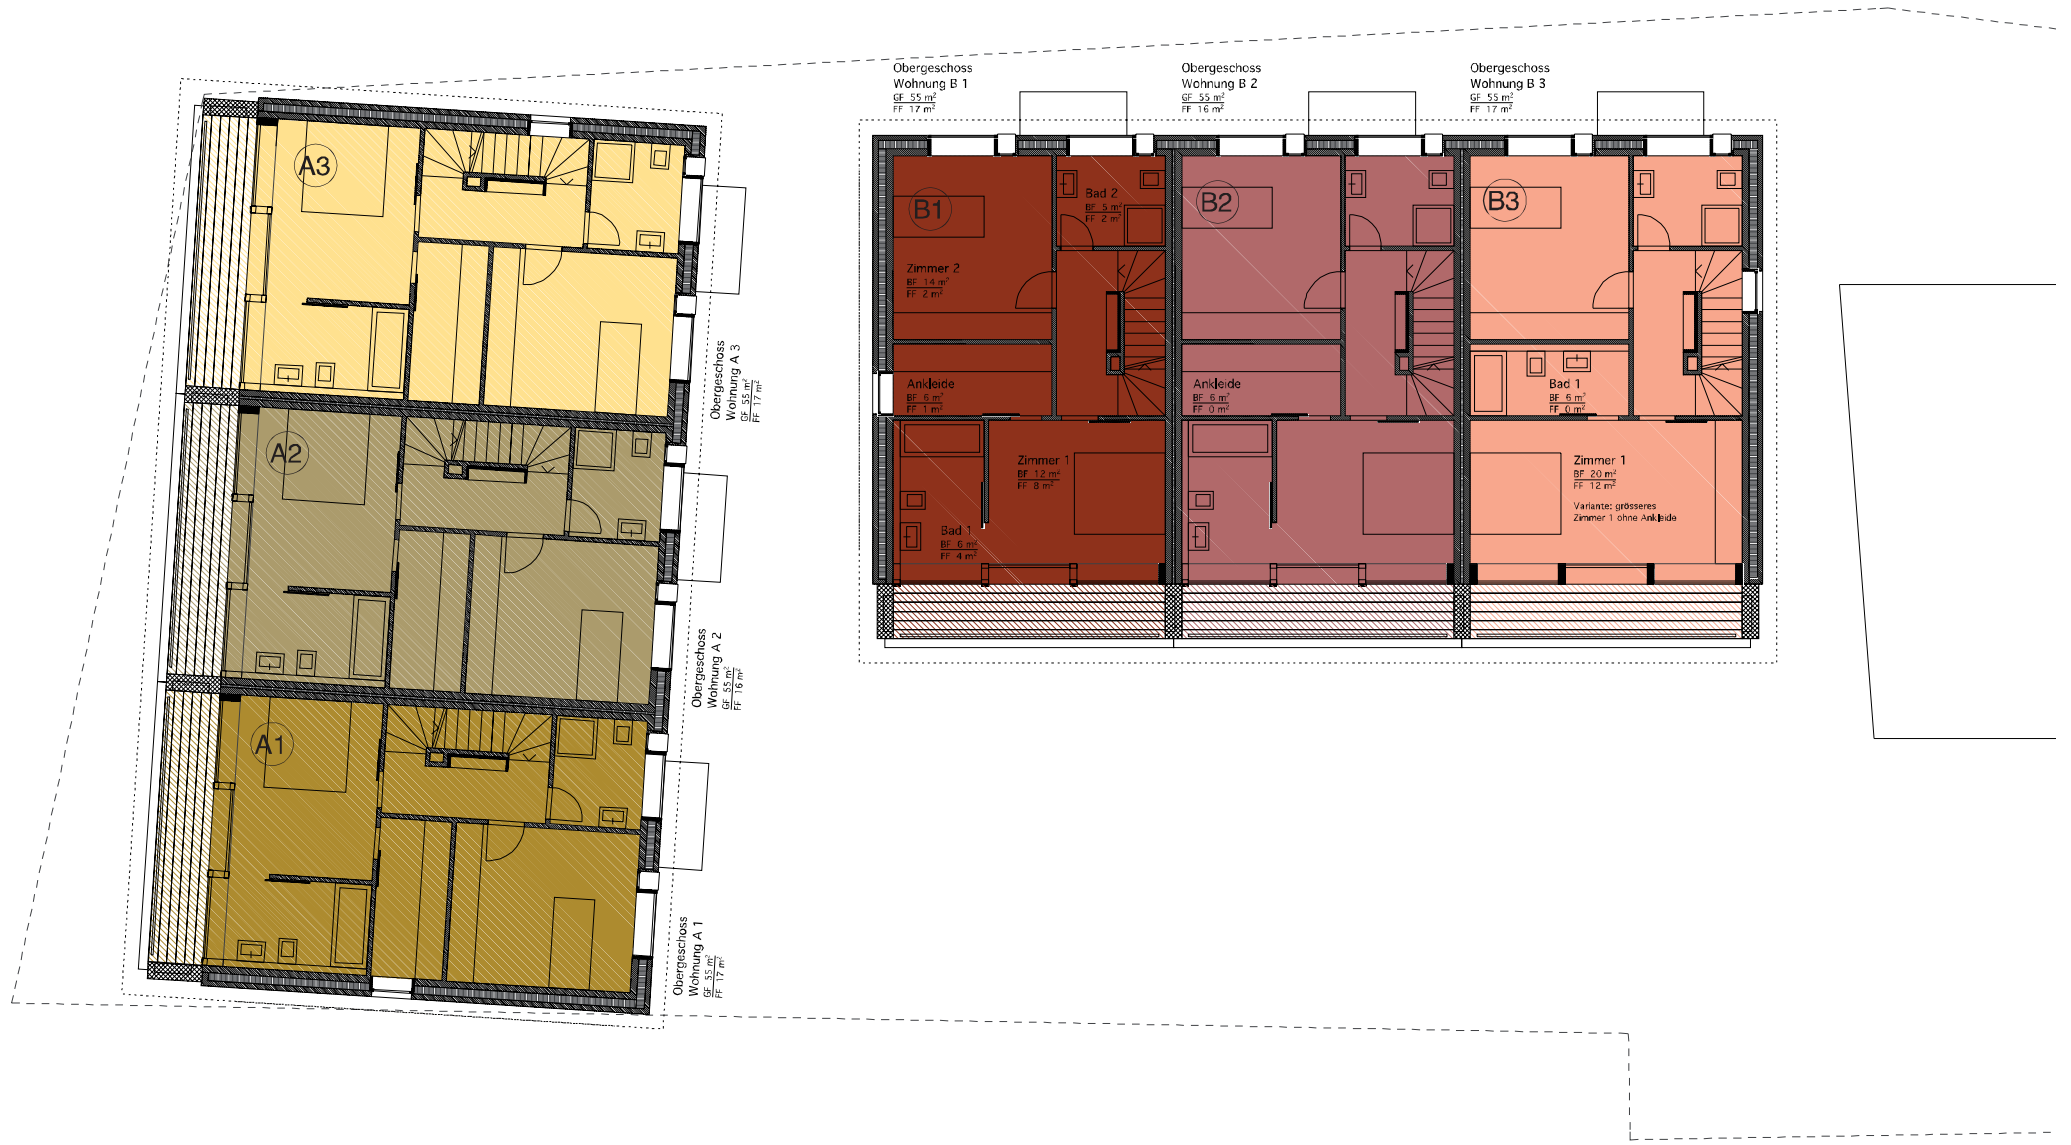 Obergeschoss
Wohnung B 1
GF 55 m²
FF 17 m²
Obergeschoss
Wohnung B 2
GF 55 m²
FF 16 m²
Obergeschoss
Wohnung B 3
GF 55 m²
FF 17 m²
A3
A2
A1
Obergeschoss
Wohnung A 3
GF 55 m²
FF 17 m²
Obergeschoss
Wohnung A 2
GF 55 m²
FF 16 m²
Obergeschoss
Wohnung A 1
GF 55 m²
FF 17 m²
B1
Bad 2
BF 5 m²
FF 2 m²
Zimmer 2
BF 14 m²
FF 2 m²
Ankleide
BF 6 m²
FF 1 m²
Zimmer 1
BF 12 m²
FF 8 m²
Bad 1
BF 6 m²
FF 4 m²
B2
Ankleide
BF 6 m²
FF 0 m²
B3
Bad 1
BF 6 m²
FF 0 m²
Zimmer 1
BF 20 m²
FF 12 m²
Variante: grösseres
Zimmer 1 ohne Ankleide